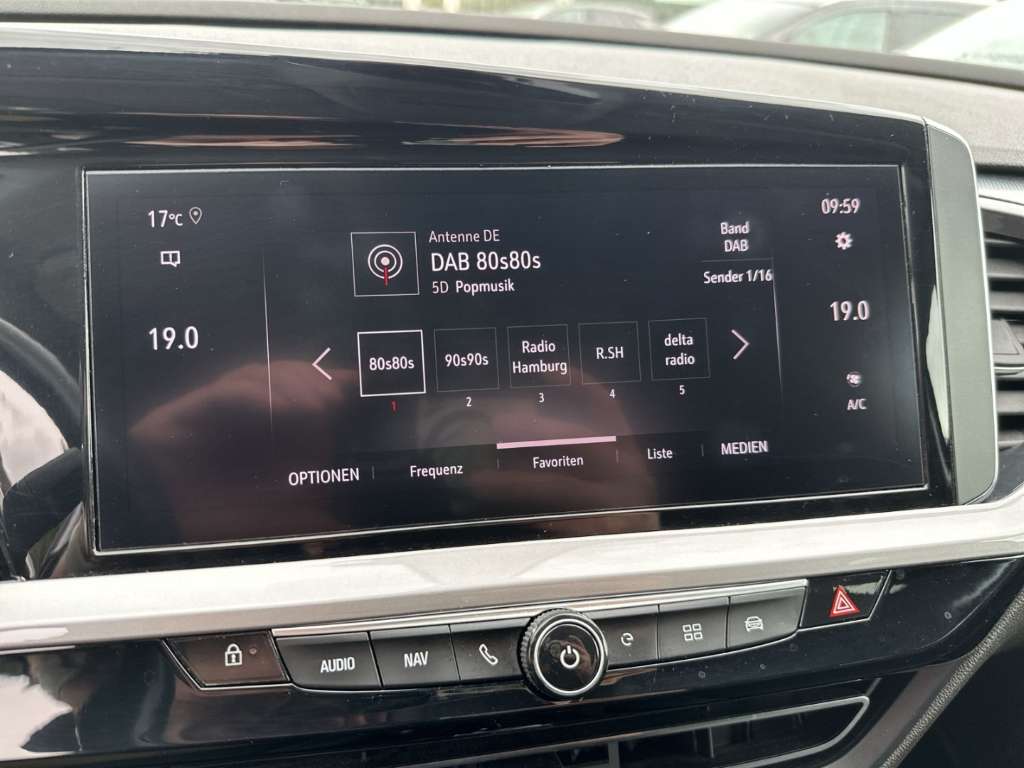 17°C
09:59
Antenne DE
DAB 80s80s
5D Popmusik
Band
DAB
Sender 1/16
19.0
19.0
80s80s
90s90s
Radio
Hamburg
R.SH
delta
radio
1
2
3
4
5
A/C
OPTIONEN
Frequenz
Favoriten
Liste
MEDIEN
AUDIO
NAV